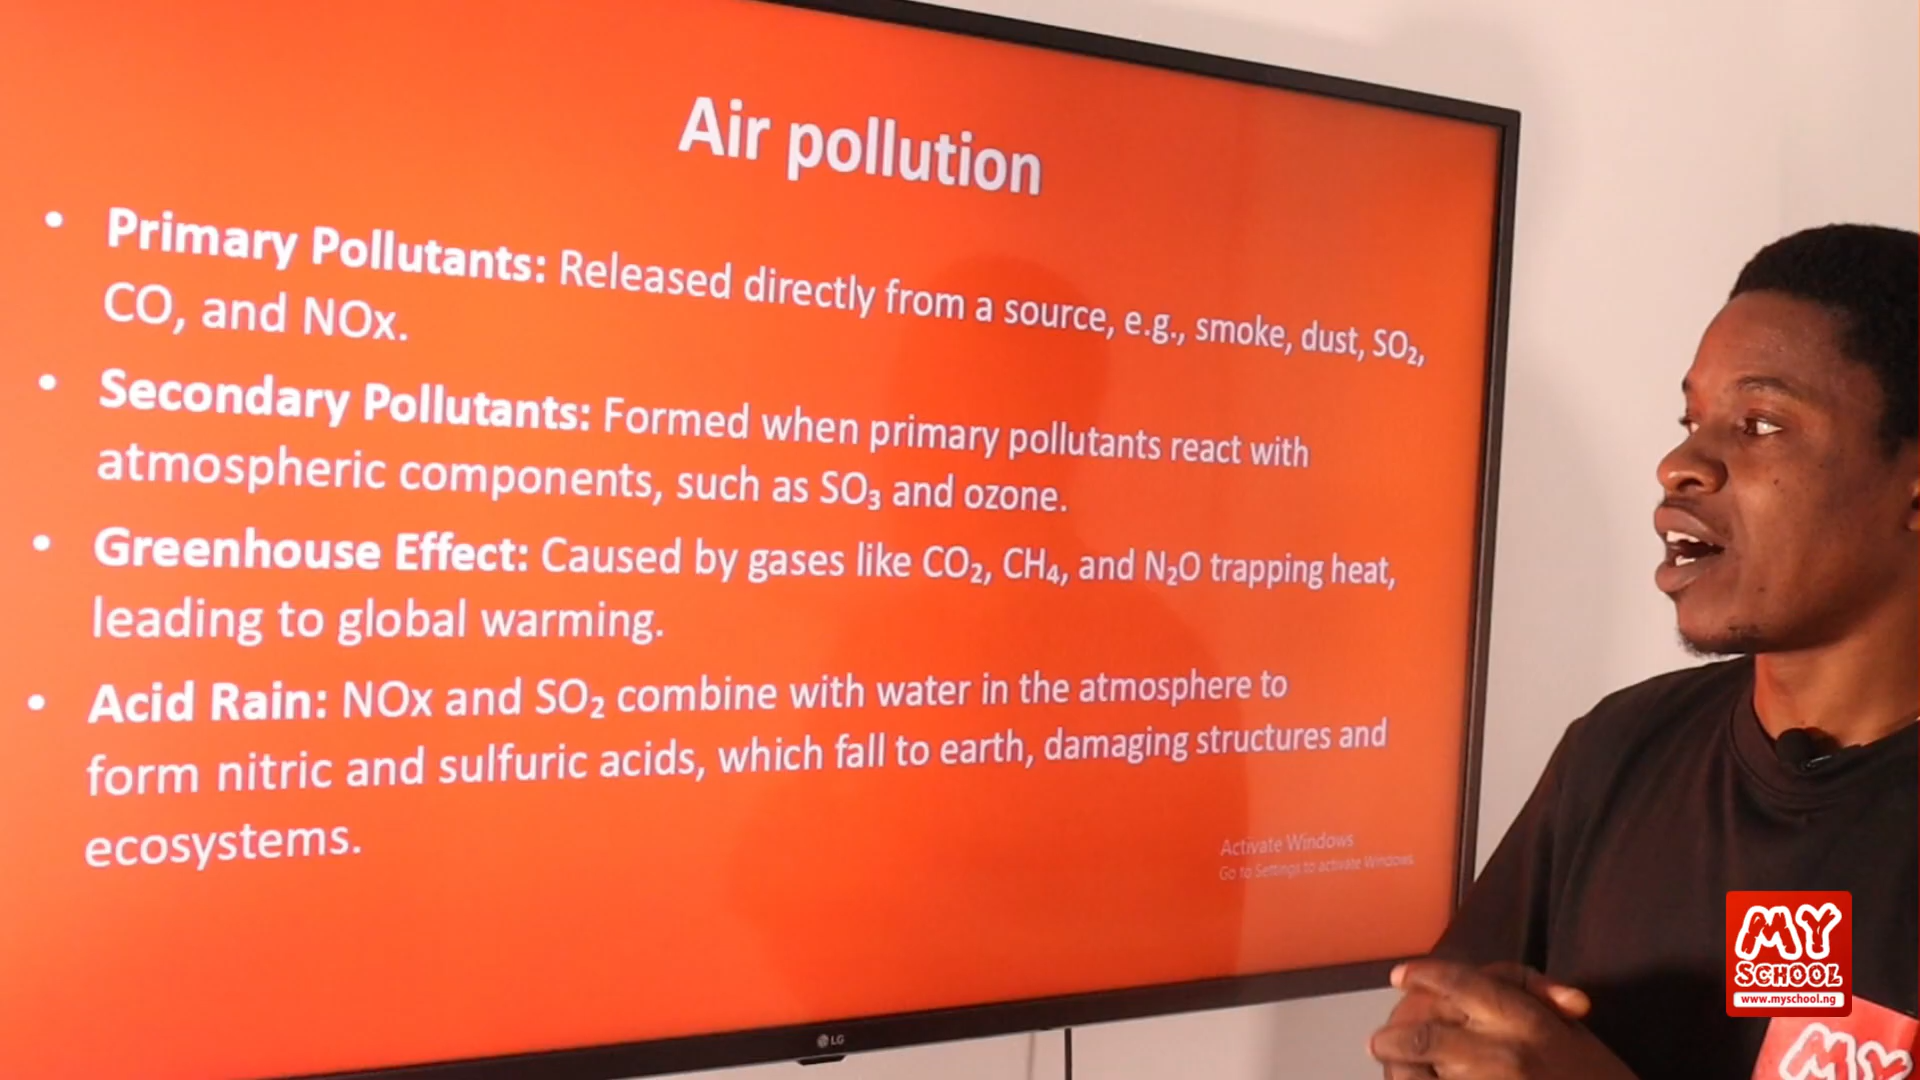 Air pollution
• Primary Pollutants: Released directly from a source, e.g., smoke, dust, SO₂,
CO, and NOx.
• Secondary Pollutants: Formed when primary pollutants react with
atmospheric components, such as SO₃ and ozone.
• Greenhouse Effect: Caused by gases like CO₂, CH₄, and N₂O trapping heat,
leading to global warming.
• Acid Rain: NOx and SO₂ combine with water in the atmosphere to
form nitric and sulfuric acids, which fall to earth, damaging structures and
ecosystems.
Activate Windows
Go to Settings to activate Windows.
LG
MY
SCHOOL
www.myschool.ng
My